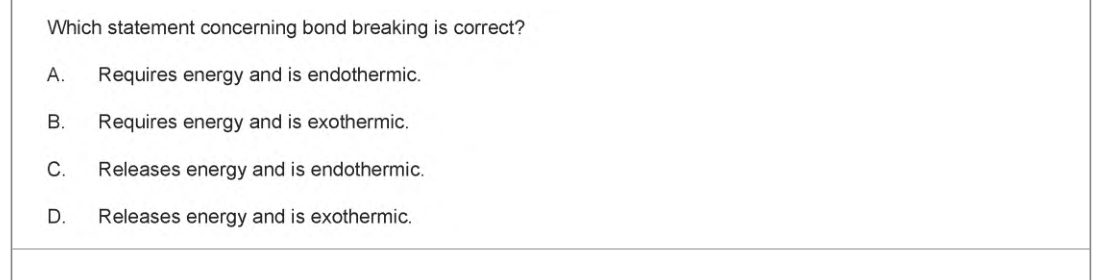 Which statement concerning bond breaking is correct?
A. Requires energy and is endothermic.
B. Requires energy and is exothermic.
C. Releases energy and is endothermic.
D. Releases energy and is exothermic.